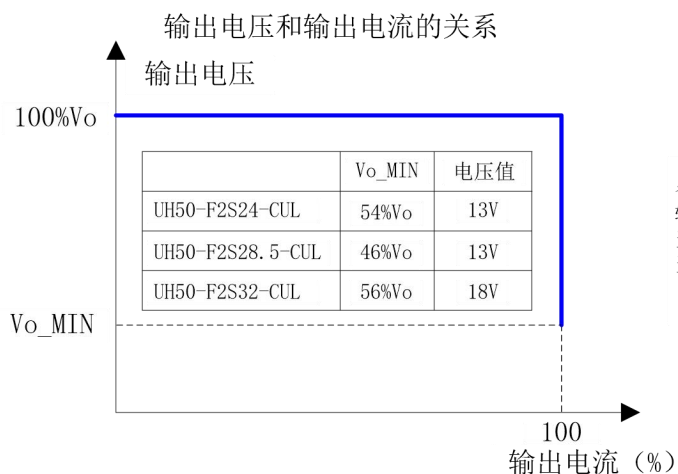 输出电压和输出电流的关系
输出电压
100%Vo
Vo_MIN 电压值
UH50-F2S24-CUL 54%Vo 13V
UH50-F2S28.5-CUL 46%Vo 13V
UH50-F2S32-CUL 56%Vo 18V
Vo_MIN
100
输出电流（%）